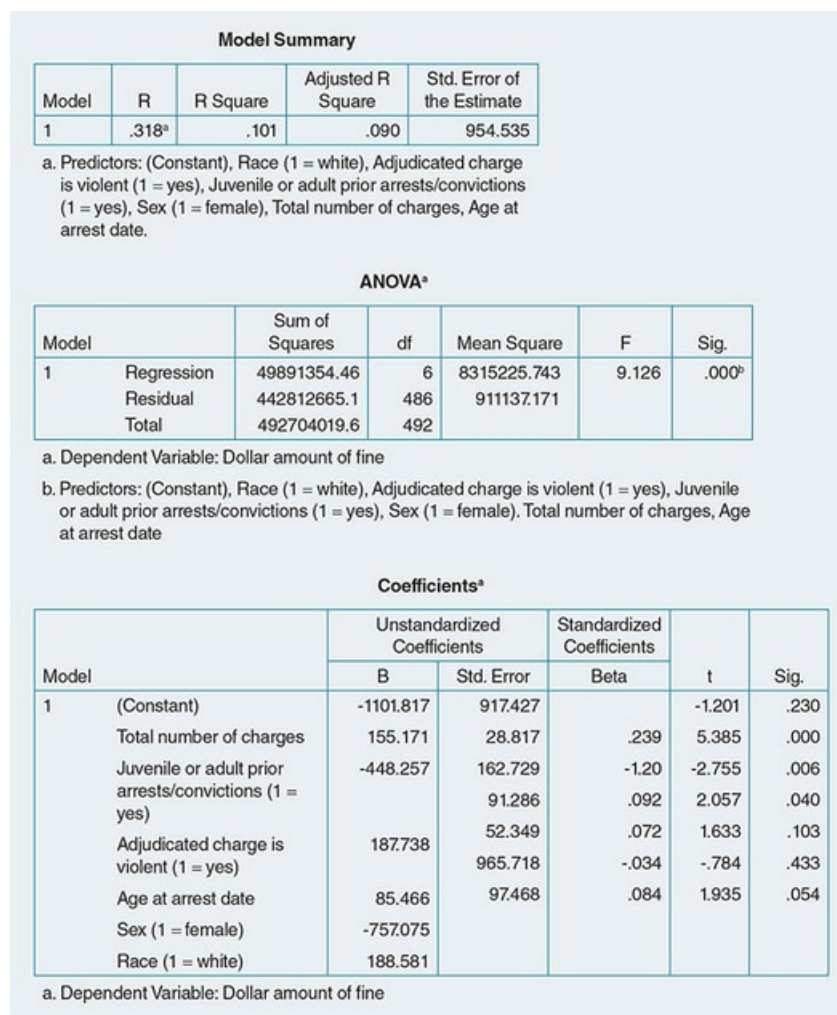 Model Summary
Model R R Square Adjusted R Square Std. Error of the Estimate
1 .318ª .101 .090 954.535
a. Predictors: (Constant), Race (1 = white), Adjudicated charge
is violent (1 = yes), Juvenile or adult prior arrests/convictions
(1 = yes), Sex (1 = female), Total number of charges, Age at
arrest date.
ANOVAª
Model Sum of Squares df Mean Square F Sig.
1 Regression 49891354.46 6 8315225.743 9.126 .000ᵇ
Residual 442812665.1 486 911137.171
Total 492704019.6 492
a. Dependent Variable: Dollar amount of fine
b. Predictors: (Constant), Race (1 = white), Adjudicated charge is violent (1 = yes), Juvenile
or adult prior arrests/convictions (1 = yes), Sex (1 = female). Total number of charges, Age
at arrest date
Coefficientsª
Unstandardized Coefficients Standardized Coefficients
Model B Std. Error Beta t Sig.
1 (Constant) -1101.817 917.427 -1.201 .230
Total number of charges 155.171 28.817 .239 5.385 .000
Juvenile or adult prior -448.257 162.729 -1.20 -2.755 .006
arrests/convictions (1 = 91.286 .092 2.057 .040
yes)
52.349 .072 1.633 .103
Adjudicated charge is 187.738
violent (1 = yes) 965.718 -.034 -.784 .433
Age at arrest date 85.466 97.468 .084 1.935 .054
Sex (1 = female) -757.075
Race (1 = white) 188.581
a. Dependent Variable: Dollar amount of fine